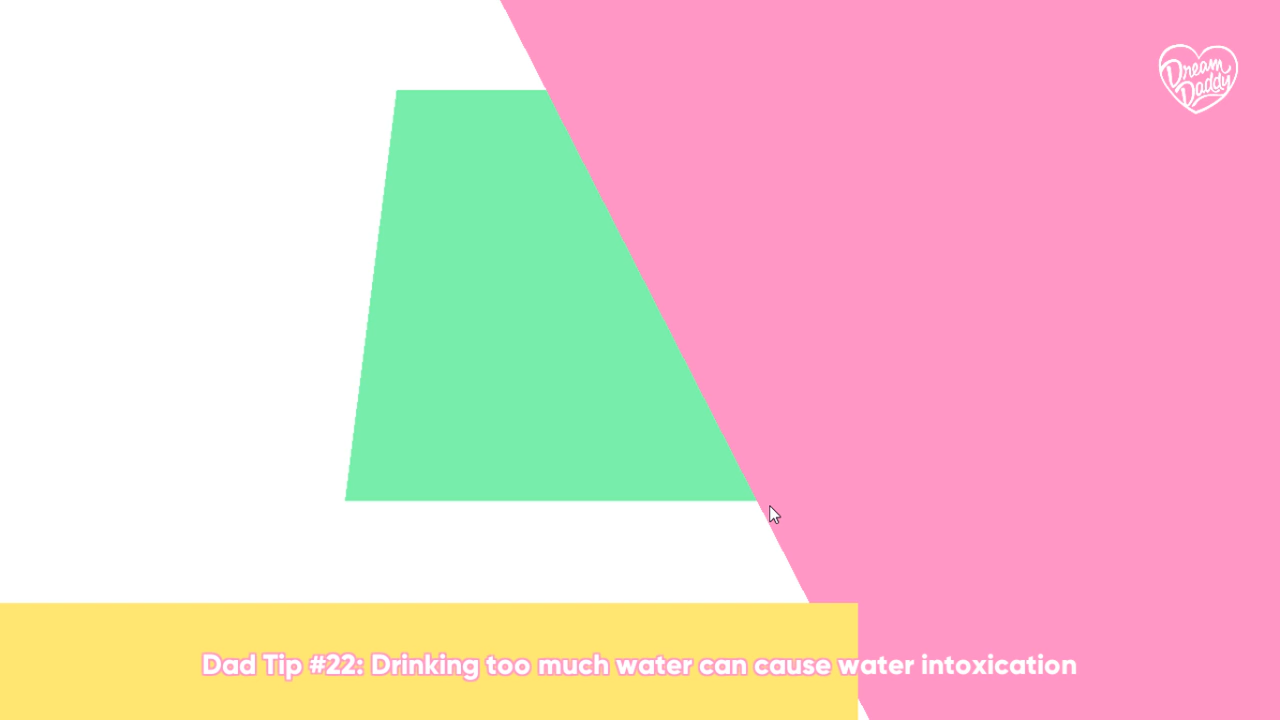 Dream
Daddy
Dad Tip #22: Drinking too much water can cause water intoxication